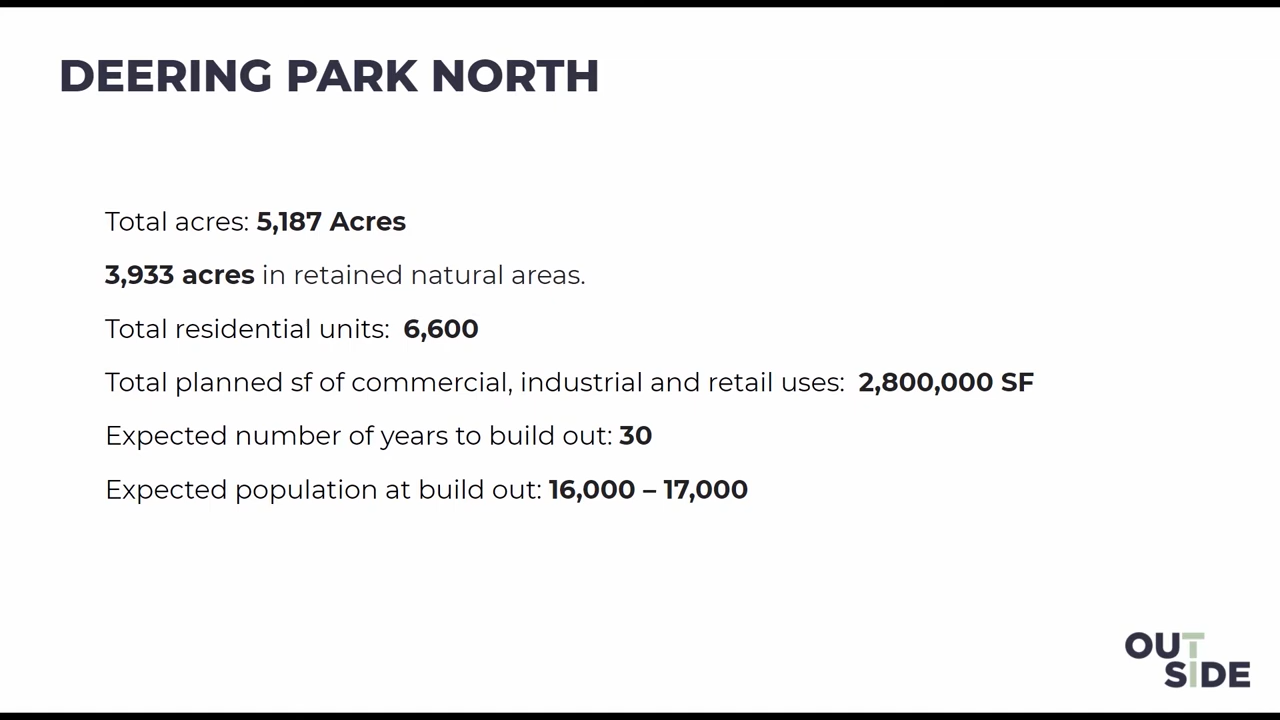 DEERING PARK NORTH
Total acres: 5,187 Acres
3,933 acres in retained natural areas.
Total residential units: 6,600
Total planned sf of commercial, industrial and retail uses: 2,800,000 SF
Expected number of years to build out: 30
Expected population at build out: 16,000 – 17,000
OUT
SIDE